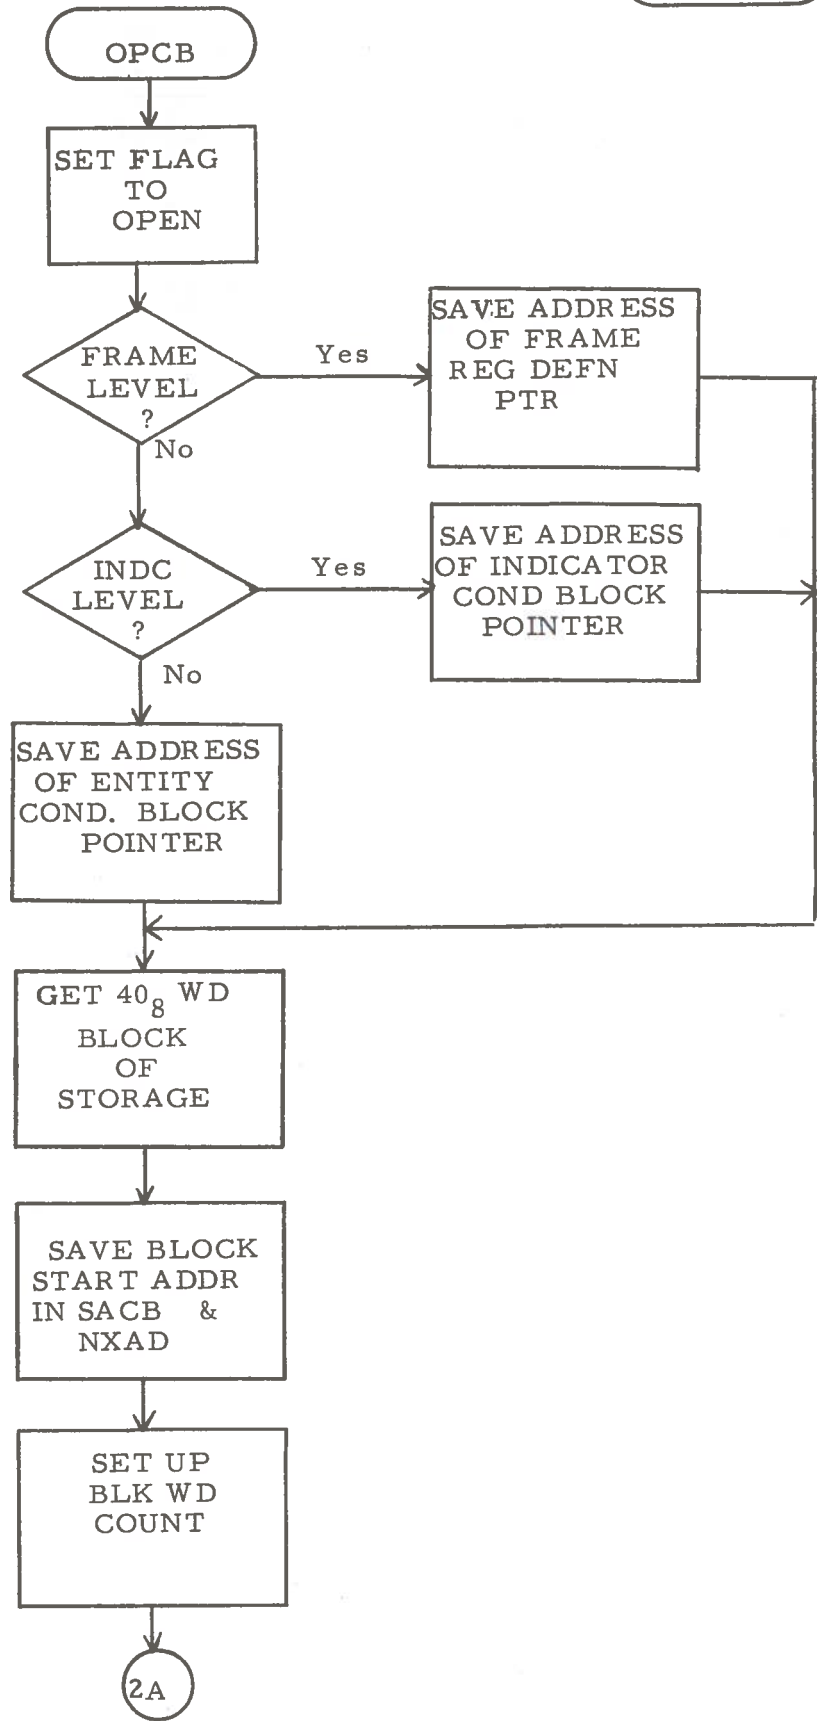 OPCB
SET FLAG
TO
OPEN
FRAME
LEVEL
?
Yes
No
SAVE ADDRESS
OF FRAME
REG DEFN
PTR
INDC
LEVEL
?
Yes
No
SAVE ADDRESS
OF INDICATOR
COND BLOCK
POINTER
SAVE ADDRESS
OF ENTITY
COND. BLOCK
POINTER
GET 40₈ WD
BLOCK
OF
STORAGE
SAVE BLOCK
START ADDR
IN SACB &
NXAD
SET UP
BLK WD
COUNT
2A